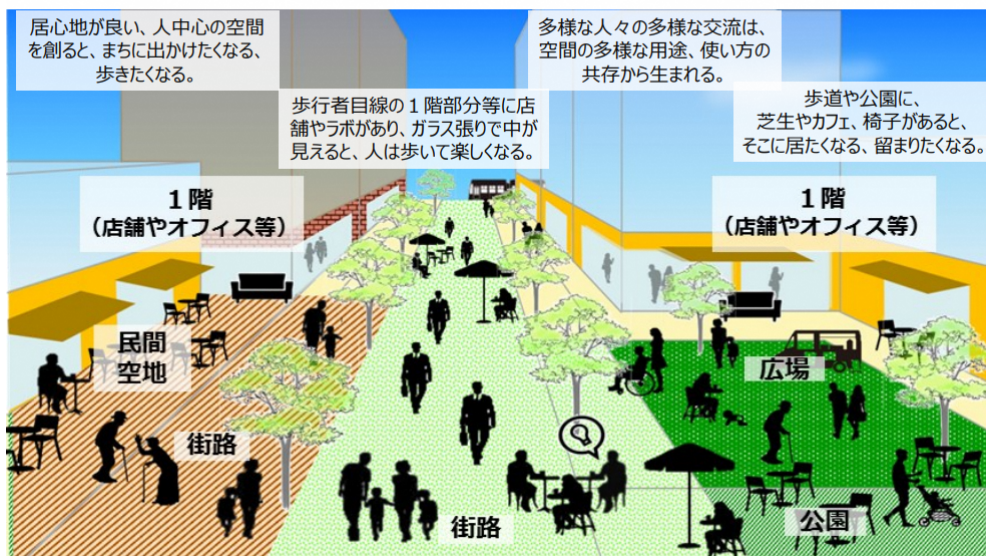 居心地が良い、人中心の空間
を創ると、まちに出かけたくなる、
歩きたくなる。
多様な人々の多様な交流は、
空間の多様な用途、使い方の
共存から生まれる。
歩行者目線の１階部分等に店
舗やラボがあり、ガラス張りで中が
見えると、人は歩いて楽しくなる。
歩道や公園に、
芝生やカフェ、椅子があると、
そこに居たくなる、留まりたくなる。
１階
（店舗やオフィス等）
１階
（店舗やオフィス等）
民間
空地
広場
街路
街路
公園